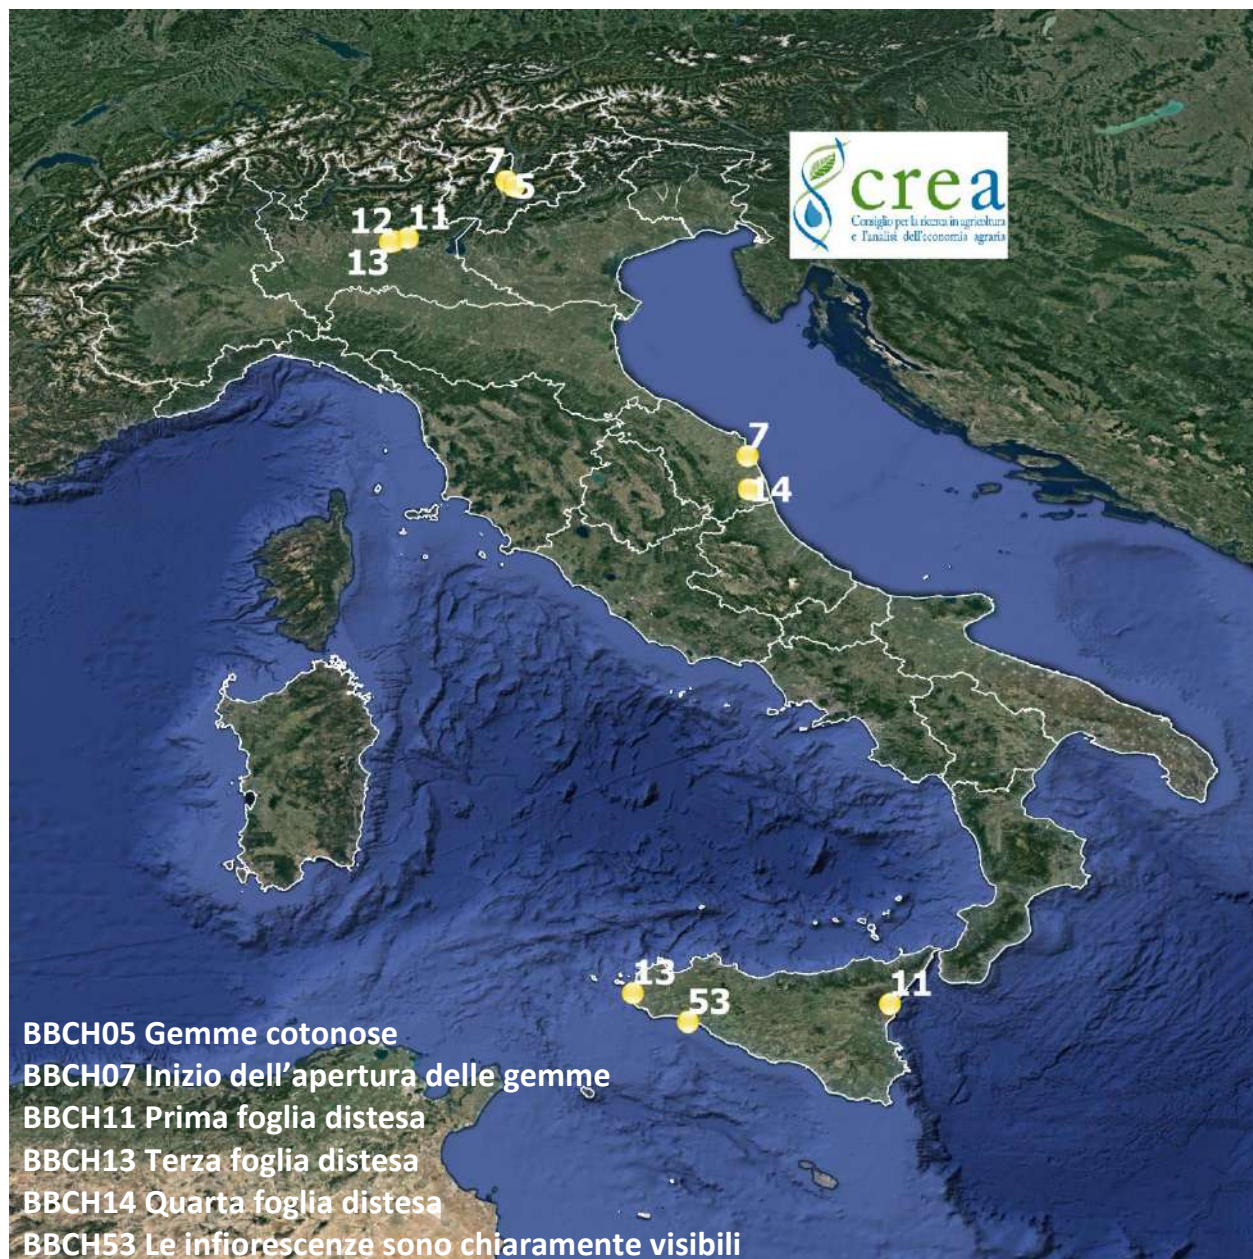 7
5
12
11
13
crea
Consiglio per la ricerca in agricoltura
e l'analisi dell'economia agraria
7
14
13
53
11
BBCH05 Gemme cotonose
BBCH07 Inizio dell’apertura delle gemme
BBCH11 Prima foglia distesa
BBCH13 Terza foglia distesa
BBCH14 Quarta foglia distesa
BBCH53 Le infiorescenze sono chiaramente visibili